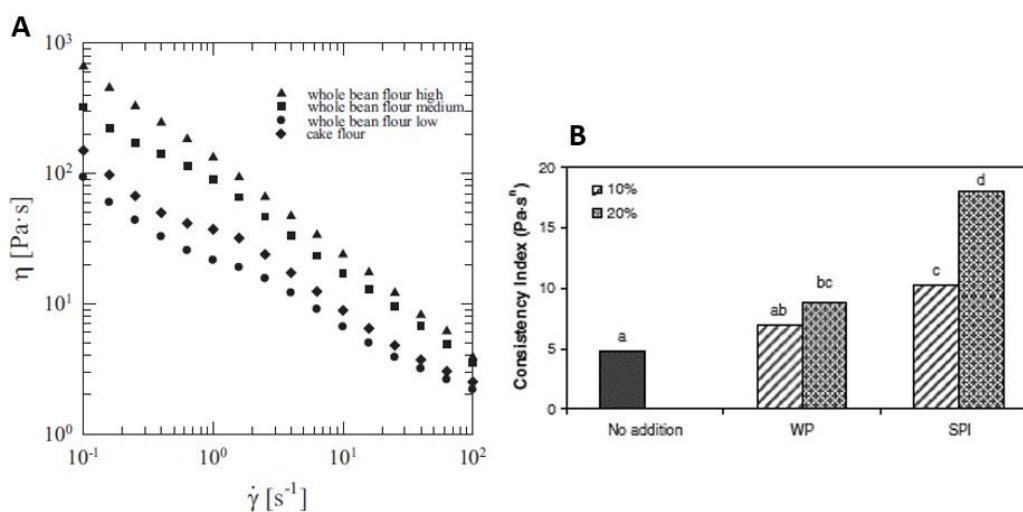 A
10³
10²
10¹
10⁰
η [Pa·s]
whole bean flour high
whole bean flour medium
whole bean flour low
cake flour
10⁻¹ 10⁰ 10¹ 10²
γ̇ [s⁻¹]
B
20
15
10
5
0
Consistency Index (Pa·sⁿ)
10%
20%
a
ab
bc
c
d
No addition WP SPI